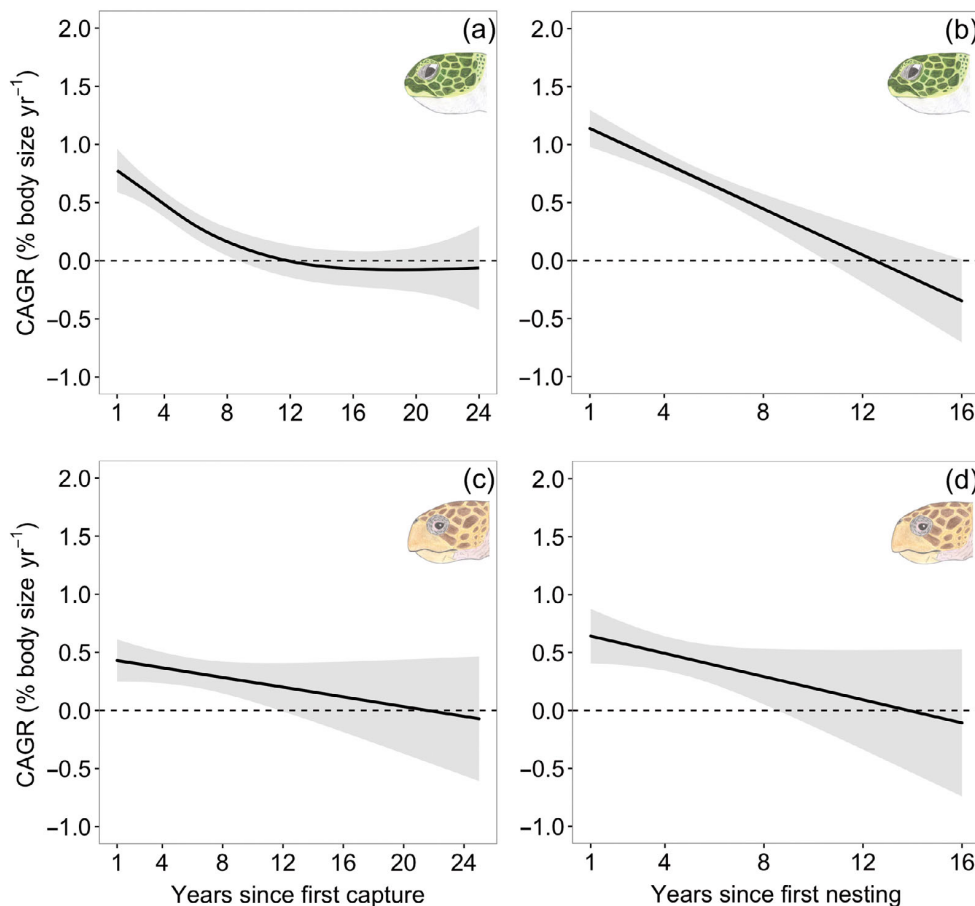 (a)
CAGR (% body size yr⁻¹)
2.0
1.5
1.0
0.5
0.0
−0.5
−1.0
1 4 8 12 16 20 24
(b)
2.0
1.5
1.0
0.5
0.0
−0.5
−1.0
1 4 8 12 16
(c)
CAGR (% body size yr⁻¹)
2.0
1.5
1.0
0.5
0.0
−0.5
−1.0
1 4 8 12 16 20 24
Years since first capture
(d)
2.0
1.5
1.0
0.5
0.0
−0.5
−1.0
1 4 8 12 16
Years since first nesting